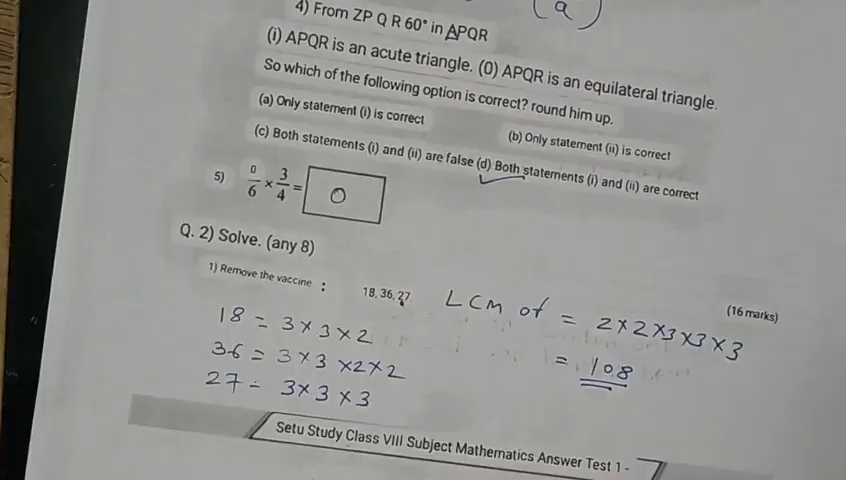 (a)
4) From ZP Q R 60° in △PQR
(i) APQR is an acute triangle. (0) APQR is an equilateral triangle.
So which of the following option is correct? round him up.
(a) Only statement (i) is correct
(b) Only statement (ii) is correct
(c) Both statements (i) and (ii) are false (d) Both statements (i) and (ii) are correct
5) 0/6 × 3/4 = 0
Q. 2) Solve. (any 8)
(16 marks)
1) Remove the vaccine : 18, 36, 27
LCM of = 2×2×3×3×3
= 108
18 = 3×3×2
36 = 3×3×2×2
27 = 3×3×3
Setu Study Class VIII Subject Mathematics Answer Test 1 -